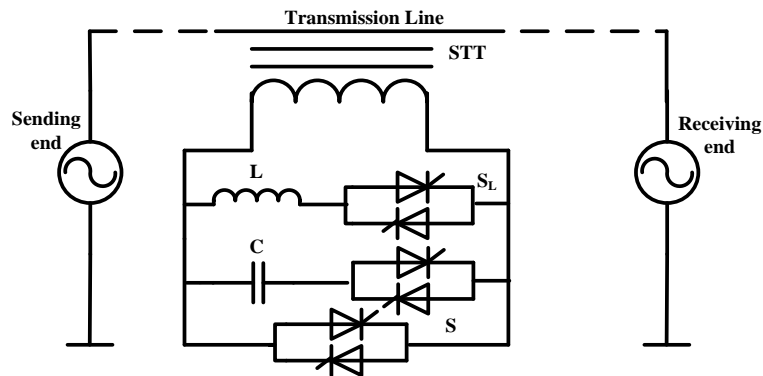 Transmission Line
STT
Sending
end
Receiving
end
L
S_L
C
S